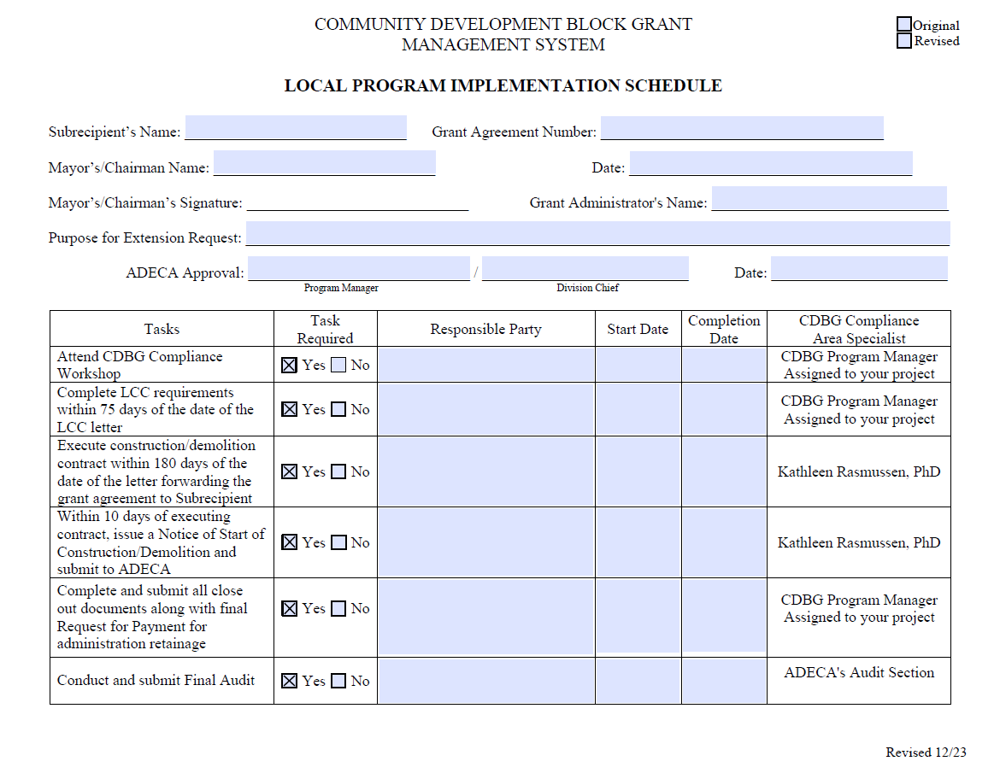 COMMUNITY DEVELOPMENT BLOCK GRANT
MANAGEMENT SYSTEM
Original
Revised
LOCAL PROGRAM IMPLEMENTATION SCHEDULE
Subrecipient’s Name: Grant Agreement Number:
Mayor’s/Chairman Name: Date:
Mayor’s/Chairman’s Signature: Grant Administrator's Name:
Purpose for Extension Request:
ADECA Approval: / Date:
Program Manager Division Chief
Tasks
Task
Required
Responsible Party
Start Date
Completion
Date
CDBG Compliance
Area Specialist
Attend CDBG Compliance
Workshop
Yes No
CDBG Program Manager
Assigned to your project
Complete LCC requirements
within 75 days of the date of the
LCC letter
Yes No
CDBG Program Manager
Assigned to your project
Execute construction/demolition
contract within 180 days of the
date of the letter forwarding the
grant agreement to Subrecipient
Yes No
Kathleen Rasmussen, PhD
Within 10 days of executing
contract, issue a Notice of Start of
Construction/Demolition and
submit to ADECA
Yes No
Kathleen Rasmussen, PhD
Complete and submit all close
out documents along with final
Request for Payment for
administration retainage
Yes No
CDBG Program Manager
Assigned to your project
Conduct and submit Final Audit
Yes No
ADECA's Audit Section
Revised 12/23